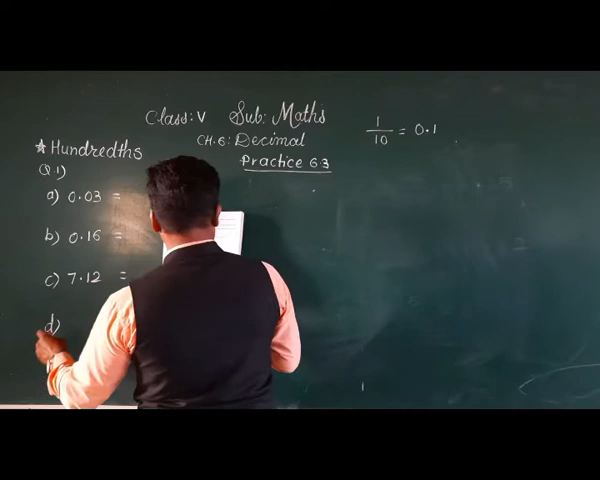 Class: V Sub: Maths
CH.6: Decimal
Practice 6.3
1/10 = 0.1
★ Hundredths
Q.1)
a) 0.03 =
b) 0.16 =
c) 7.12 =
d)